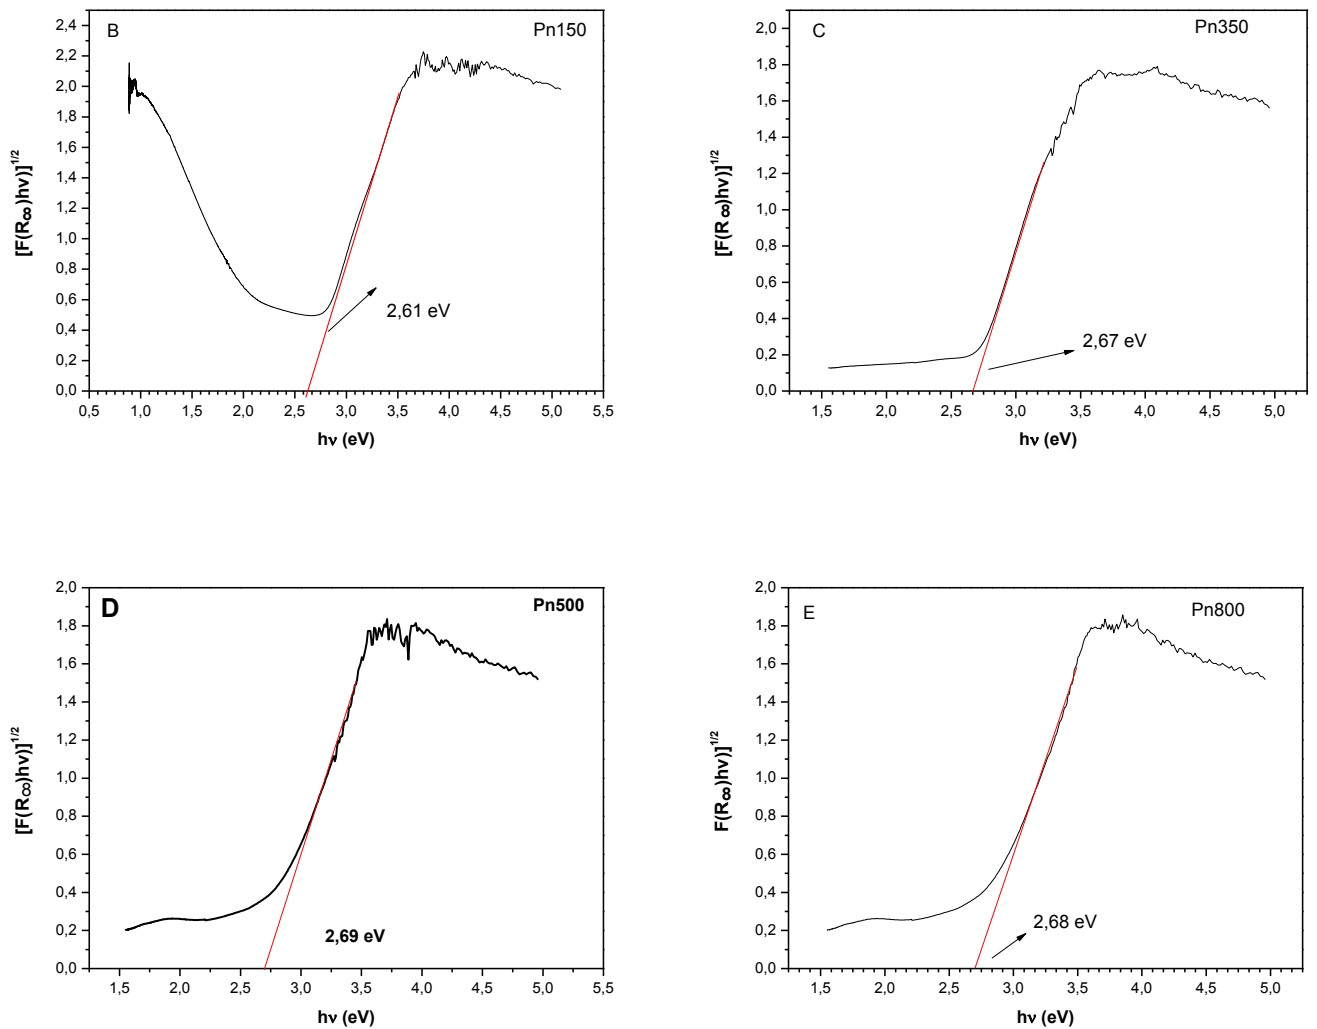 B
Pn150
2,4
2,2
2,0
1,8
1,6
1,4
1,2
1,0
0,8
0,6
0,4
0,2
0,0
[F(R∞)hν)]1/2
2,61 eV
0,5 1,0 1,5 2,0 2,5 3,0 3,5 4,0 4,5 5,0 5,5
hν (eV)
C
Pn350
2,0
1,8
1,6
1,4
1,2
1,0
0,8
0,6
0,4
0,2
0,0
[F(R∞)hν)]1/2
2,67 eV
1,5 2,0 2,5 3,0 3,5 4,0 4,5 5,0
hν (eV)
D
Pn500
2,0
1,8
1,6
1,4
1,2
1,0
0,8
0,6
0,4
0,2
0,0
[F(R∞)hν)]1/2
2,69 eV
1,5 2,0 2,5 3,0 3,5 4,0 4,5 5,0 5,5
hν (eV)
E
Pn800
2,0
1,8
1,6
1,4
1,2
1,0
0,8
0,6
0,4
0,2
0,0
F(R∞)hν)]1/2
2,68 eV
1,5 2,0 2,5 3,0 3,5 4,0 4,5 5,0
hν (eV)